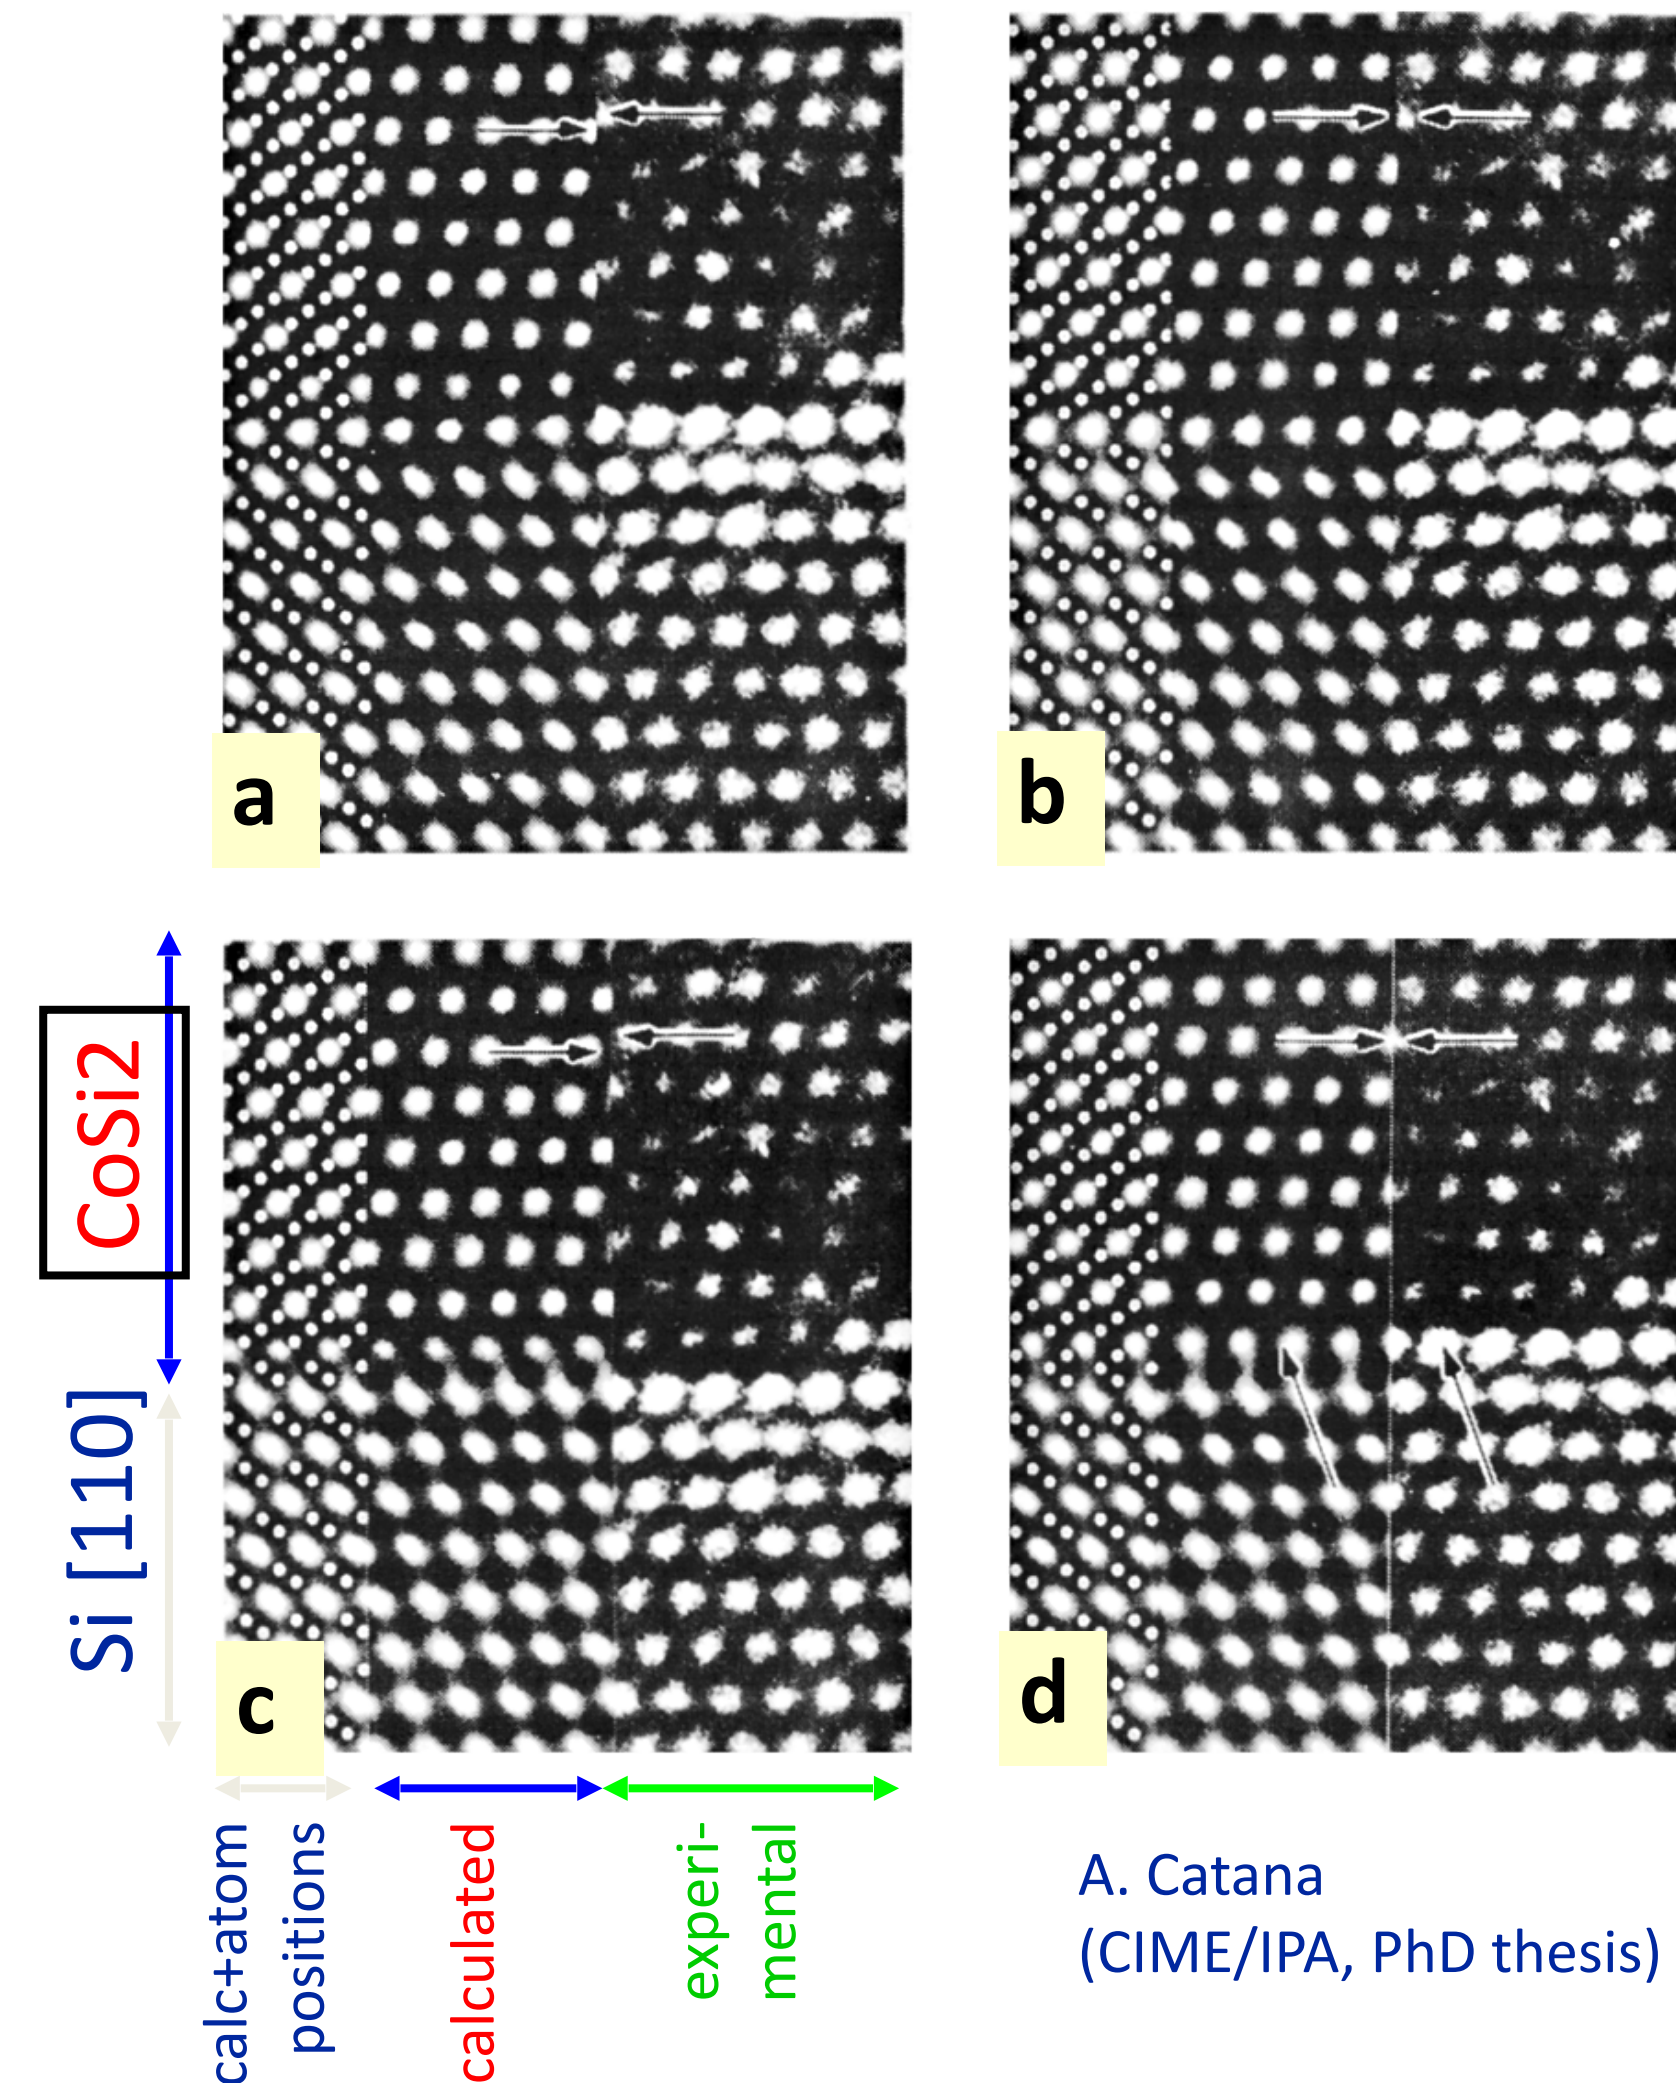 a
b
CoSi2
Si [110]
c
d
calc+atom
positions
calculated
experi-
mental
A. Catana
(CIME/IPA, PhD thesis)